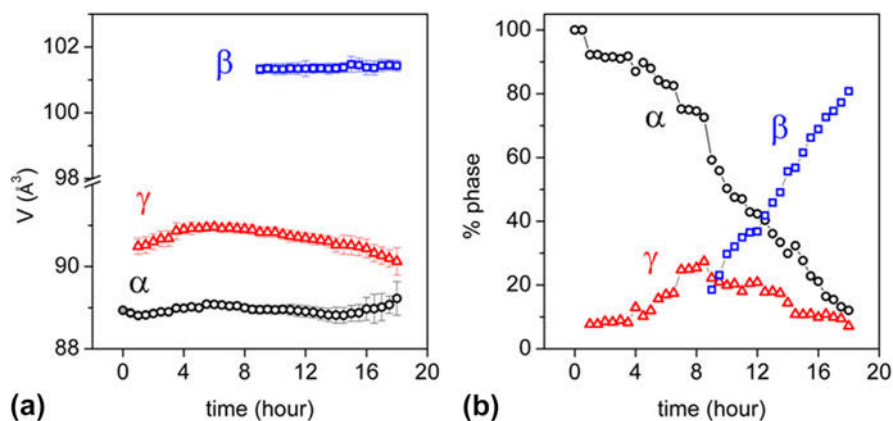 102
101
100
98
90
88
V (Å³)
β
γ
α
0 4 8 12 16 20
time (hour)
(a)
100
80
60
40
20
0
% phase
α
β
γ
0 4 8 12 16 20
time (hour)
(b)